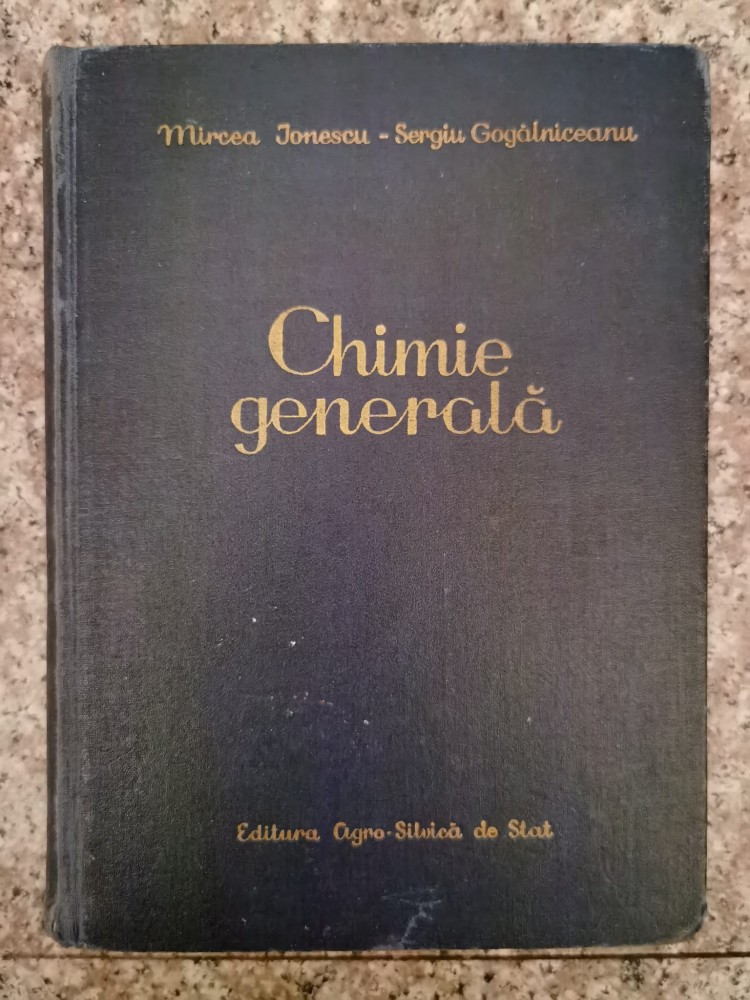 Mircea Ionescu - Sergiu Gogâlniceanu
Chimie
generală
Editura Agro-Silvică de Stat